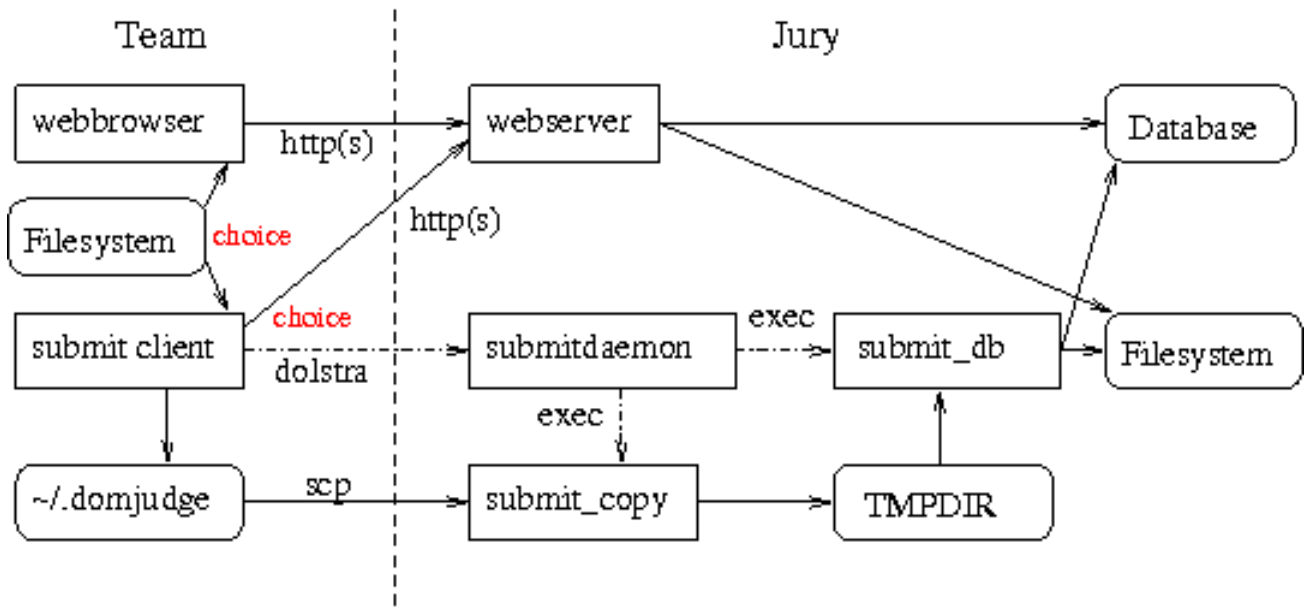 Team
Jury
webbrowser
http(s)
webserver
Database
Filesystem
choice
http(s)
submit client
choice
dolstra
submitdaemon
exec
submit_db
Filesystem
exec
~/.domjudge
scp
submit_copy
TMPDIR